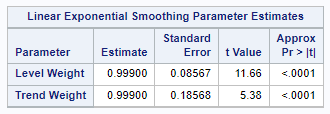 Linear Exponential Smoothing Parameter Estimates
Parameter Estimate Standard Error t Value Approx Pr > |t|
Level Weight 0.99900 0.08567 11.66 <.0001
Trend Weight 0.99900 0.18568 5.38 <.0001